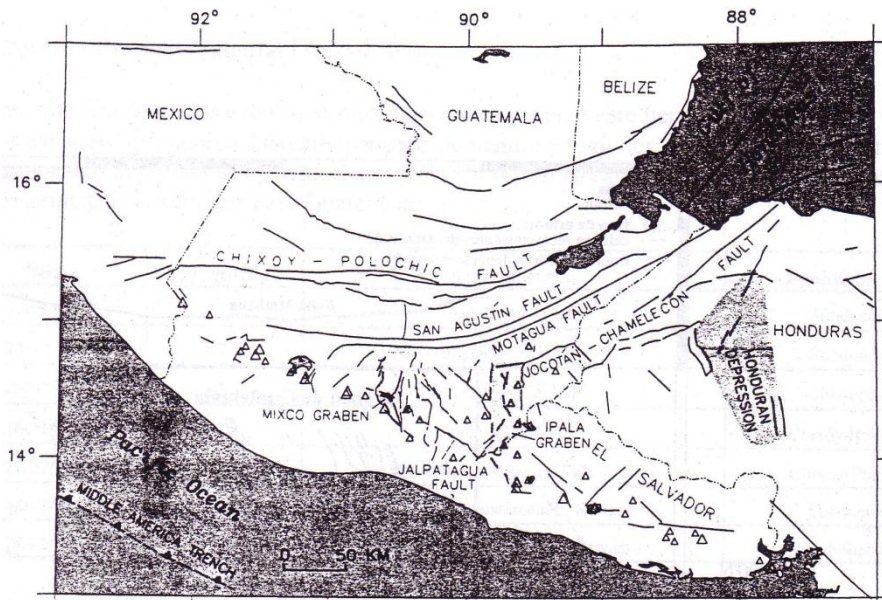 92°
90°
88°
MEXICO
GUATEMALA
BELIZE
16°
CHIXOY - POLOCHIC FAULT
SAN AGUSTIN FAULT
MOTAGUA FAULT
JOCOTAN - CHAMELECON FAULT
HONDURAS
HONDURAN
DEPRESSION
MIXCO GRABEN
IPALA
GRABEN
EL SALVADOR
14°
JALPATAGUA
FAULT
Pacific Ocean
MIDDLE AMERICA TRENCH
0 50 KM